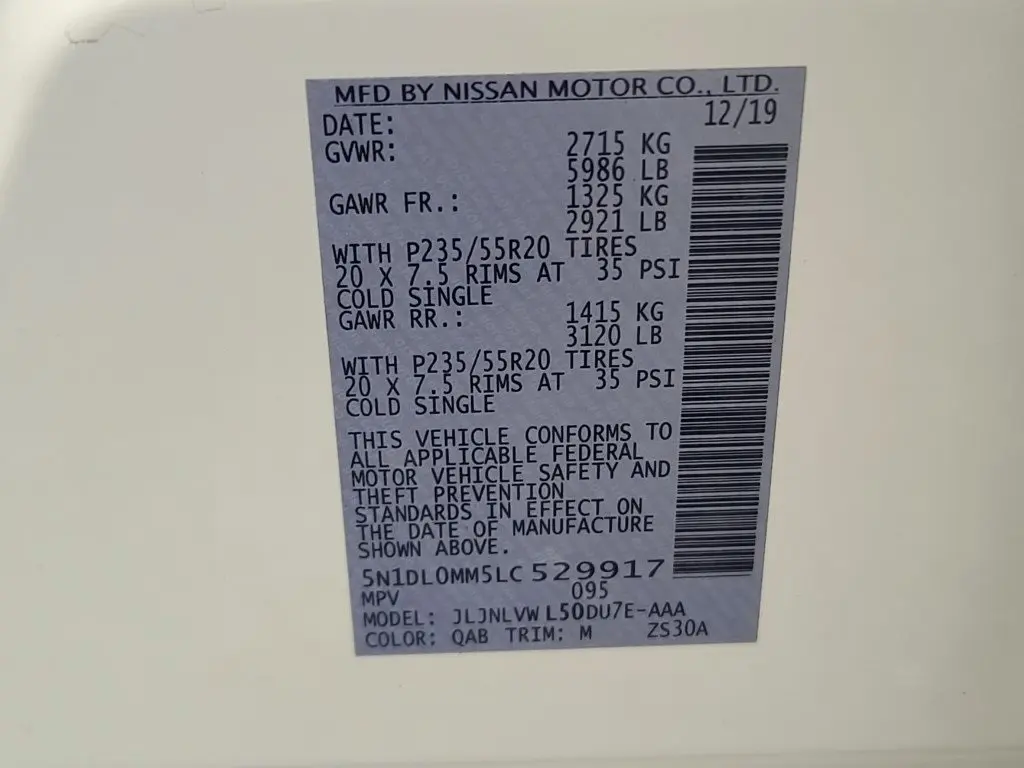 MFD BY NISSAN MOTOR CO., LTD.
DATE: 12/19
GVWR: 2715 KG
5986 LB
GAWR FR.: 1325 KG
2921 LB
WITH P235/55R20 TIRES
20 X 7.5 RIMS AT 35 PSI
COLD SINGLE
GAWR RR.: 1415 KG
3120 LB
WITH P235/55R20 TIRES
20 X 7.5 RIMS AT 35 PSI
COLD SINGLE
THIS VEHICLE CONFORMS TO
ALL APPLICABLE FEDERAL
MOTOR VEHICLE SAFETY AND
THEFT PREVENTION
STANDARDS IN EFFECT ON
THE DATE OF MANUFACTURE
SHOWN ABOVE.
5N1DL0MM5LC 529917
MPV 095
MODEL: JLJNLVW L50DU7E-AAA
COLOR: QAB TRIM: M ZS30A